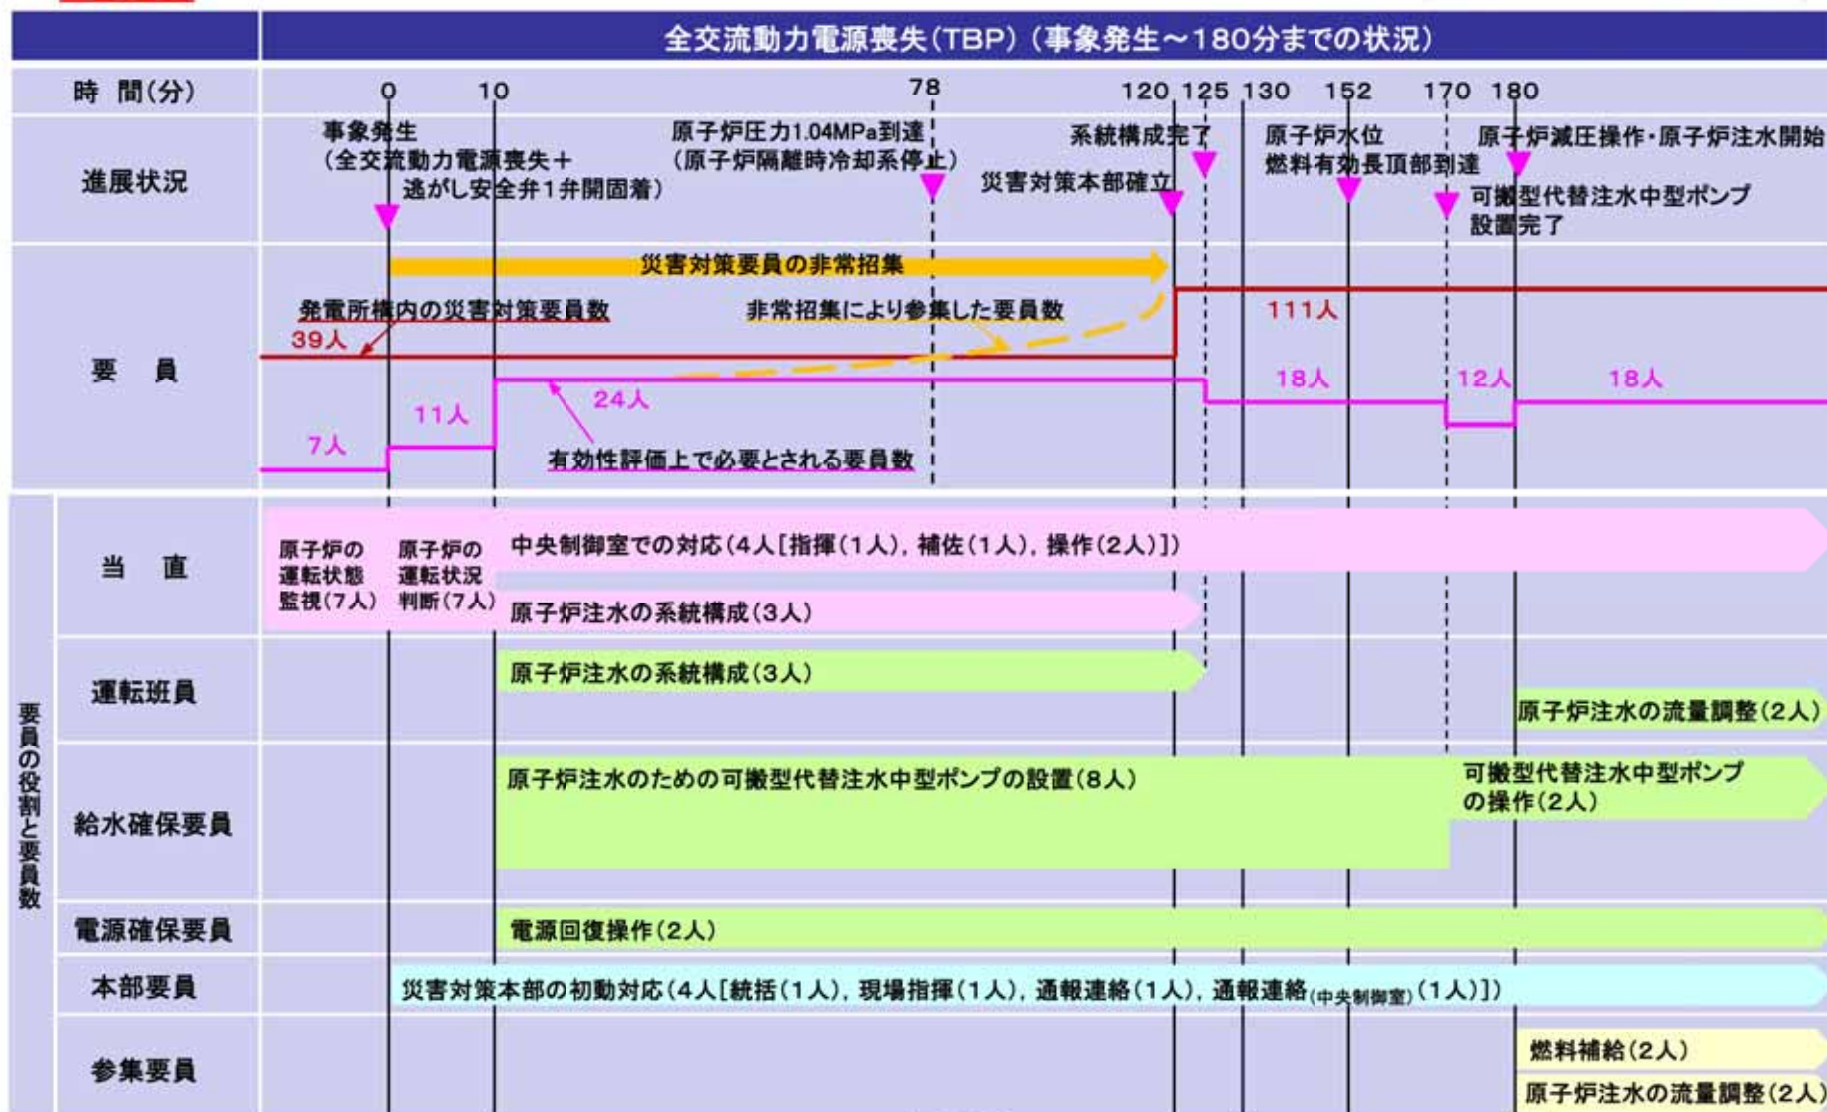 全交流動力電源喪失(TBP)（事象発生～180分までの状況）
時 間(分)
0 10 78 120 125 130 152 170 180
進展状況
事象発生
（全交流動力電源喪失＋
逃がし安全弁1弁開固着）
原子炉圧力1.04MPa到達
（原子炉隔離時冷却系停止）
災害対策本部確立
系統構成完了
原子炉水位
燃料有効長頂部到達
原子炉減圧操作・原子炉注水開始
可搬型代替注水中型ポンプ
設置完了
要 員
災害対策要員の非常招集
発電所構内の災害対策要員数
非常招集により参集した要員数
39人
111人
7人
11人
24人
18人
12人
18人
有効性評価上で必要とされる要員数
要員の役割と要員数
当 直
原子炉の
運転状態
監視(7人)
原子炉の
運転状況
判断(7人)
中央制御室での対応(4人[指揮(1人)，補佐(1人)，操作(2人)])
原子炉注水の系統構成(3人)
運転班員
原子炉注水の系統構成(3人)
原子炉注水の流量調整(2人)
給水確保要員
原子炉注水のための可搬型代替注水中型ポンプの設置(8人)
可搬型代替注水中型ポンプ
の操作(2人)
電源確保要員
電源回復操作(2人)
本部要員
災害対策本部の初動対応(4人[統括(1人)，現場指揮(1人)，通報連絡(1人)，通報連絡(中央制御室)(1人)])
参集要員
燃料補給(2人)
原子炉注水の流量調整(2人)